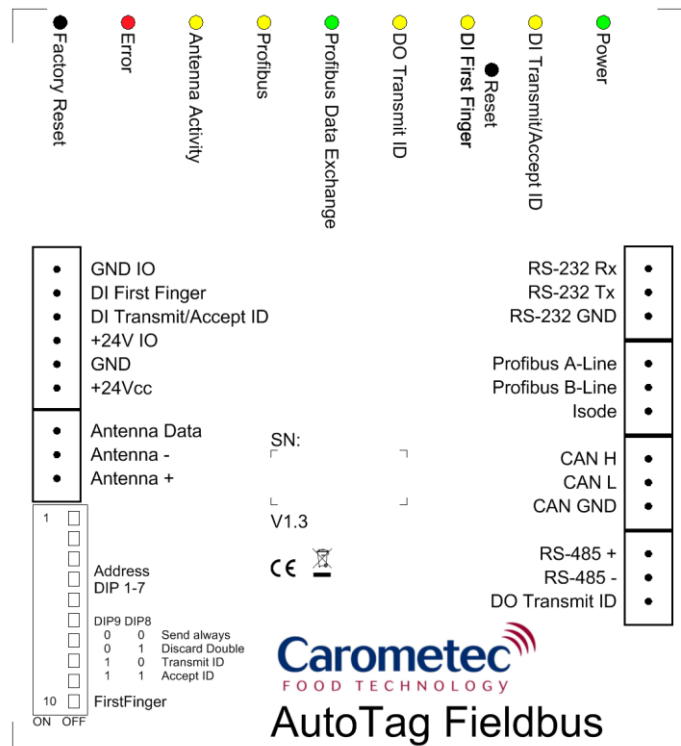 Factory Reset
Error
Antenna Activity
Profibus
Profibus Data Exchange
DO Transmit ID
DI First Finger
Reset
DI Transmit/Accept ID
Power
GND IO
DI First Finger
DI Transmit/Accept ID
+24V IO
GND
+24Vcc
Antenna Data
Antenna -
Antenna +
RS-232 Rx
RS-232 Tx
RS-232 GND
Profibus A-Line
Profibus B-Line
Isode
CAN H
CAN L
CAN GND
RS-485 +
RS-485 -
DO Transmit ID
SN:
V1.3
CE
1
Address
DIP 1-7
DIP9 DIP8
0 0 Send always
0 1 Discard Double
1 0 Transmit ID
1 1 Accept ID
10 FirstFinger
ON OFF
Carometec
FOOD TECHNOLOGY
AutoTag Fieldbus